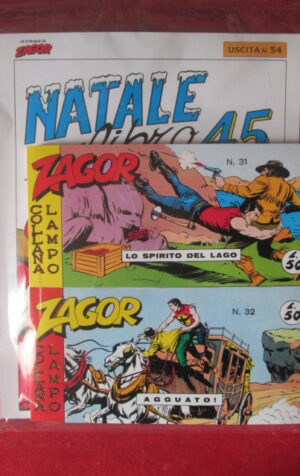 LE STRISCE DI
ZAGOR
USCITA N. 54
NATALE
libro 45
ZAGOR
N. 31
COLLANA
LAMPO
LO SPIRITO DEL LAGO
L. 50
ZAGOR
N. 32
COLLANA
LAMPO
AGGUATO!
L. 50